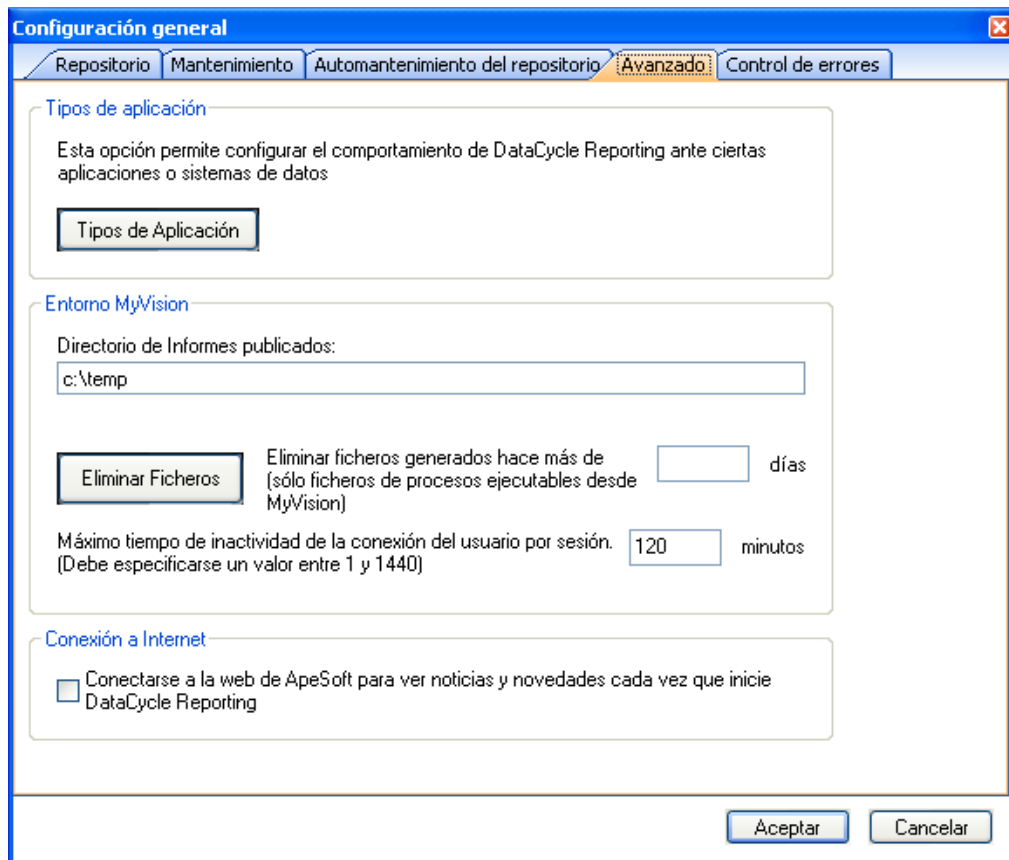 Configuración general
Repositorio Mantenimiento Automantenimiento del repositorio Avanzado Control de errores
Tipos de aplicación
Esta opción permite configurar el comportamiento de DataCycle Reporting ante ciertas
aplicaciones o sistemas de datos
Tipos de Aplicación
Entorno MyVision
Directorio de Informes publicados:
c:\temp
Eliminar Ficheros
Eliminar ficheros generados hace más de
(sólo ficheros de procesos ejecutables desde
MyVision)
días
Máximo tiempo de inactividad de la conexión del usuario por sesión.
(Debe especificarse un valor entre 1 y 1440)
120 minutos
Conexión a Internet
Conectarse a la web de ApeSoft para ver noticias y novedades cada vez que inicie
DataCycle Reporting
Aceptar Cancelar